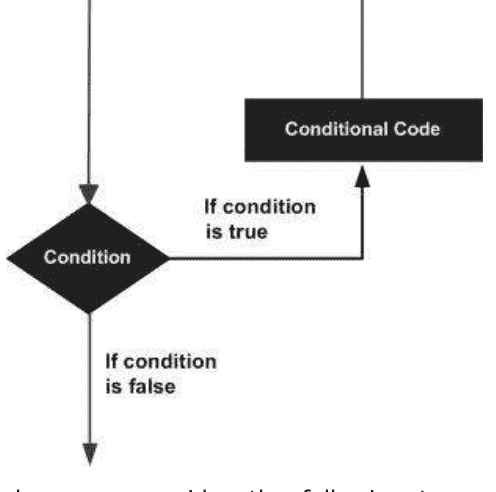 Conditional Code
If condition
is true
Condition
If condition
is false